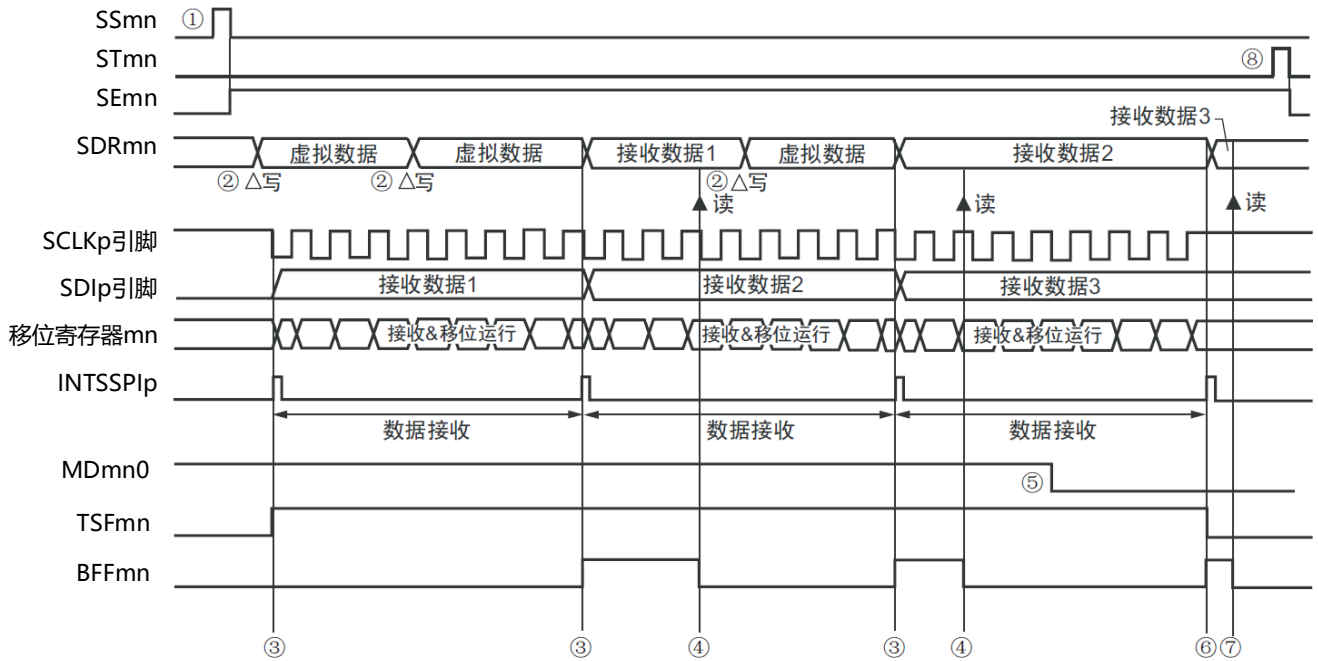 SSmn ①
STmn ⑧
SEmn
接收数据3
SDRmn 虚拟数据 虚拟数据 接收数据1 虚拟数据 接收数据2
②△写 ②△写 ②△写
读 读 读
SCLKp引脚
SDIp引脚 接收数据1 接收数据2 接收数据3
移位寄存器mn 接收&移位运行 接收&移位运行 接收&移位运行
INTSSPIp
数据接收 数据接收 数据接收
MDmn0 ⑤
TSFmn
BFFmn
③ ③ ④ ③ ④ ⑥⑦